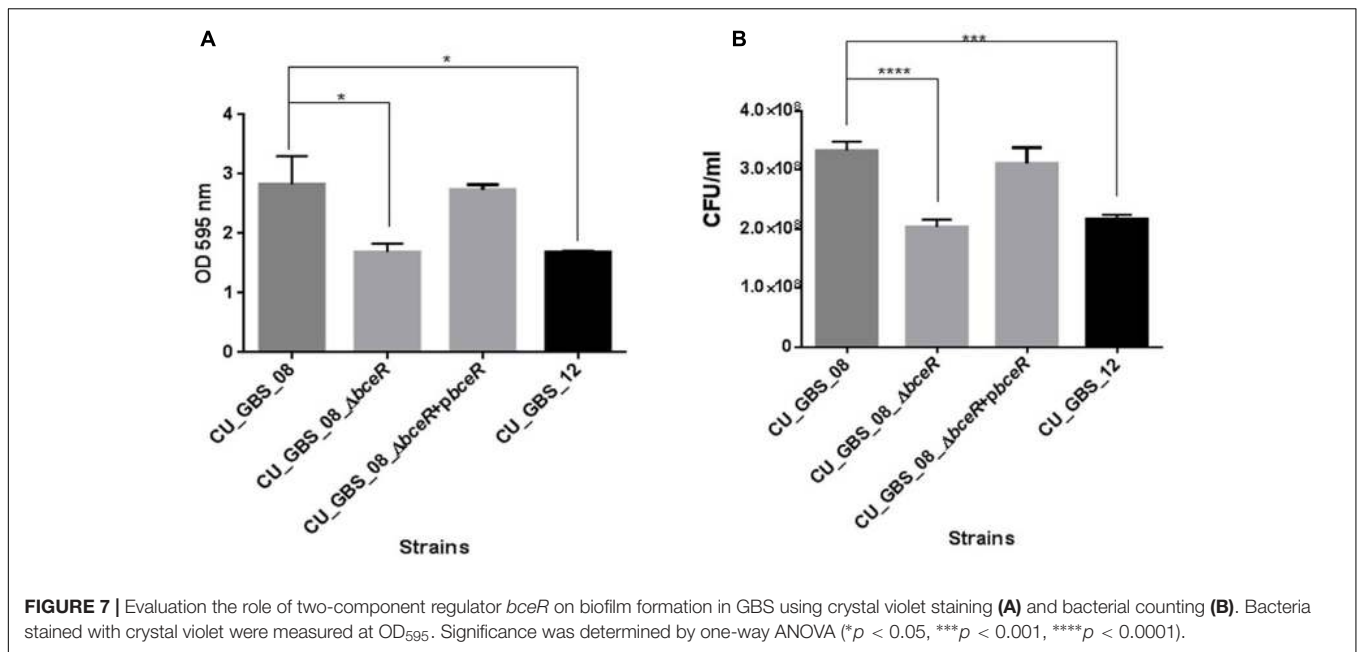 A
*
*
OD 595 nm
4
3
2
1
0
CU_GBS_08
CU_GBS_08_ΔbceR
CU_GBS_08_ΔbceR+pbceR
CU_GBS_12
Strains
B
***
****
CFU/ml
4.0×10⁸
3.0×10⁸
2.0×10⁸
1.0×10⁸
0
CU_GBS_08
CU_GBS_08_ΔbceR
CU_GBS_08_ΔbceR+pbceR
CU_GBS_12
Strains
FIGURE 7 | Evaluation the role of two-component regulator bceR on biofilm formation in GBS using crystal violet staining (A) and bacterial counting (B). Bacteria
stained with crystal violet were measured at OD₅₉₅. Significance was determined by one-way ANOVA (*p < 0.05, ***p < 0.001, ****p < 0.0001).